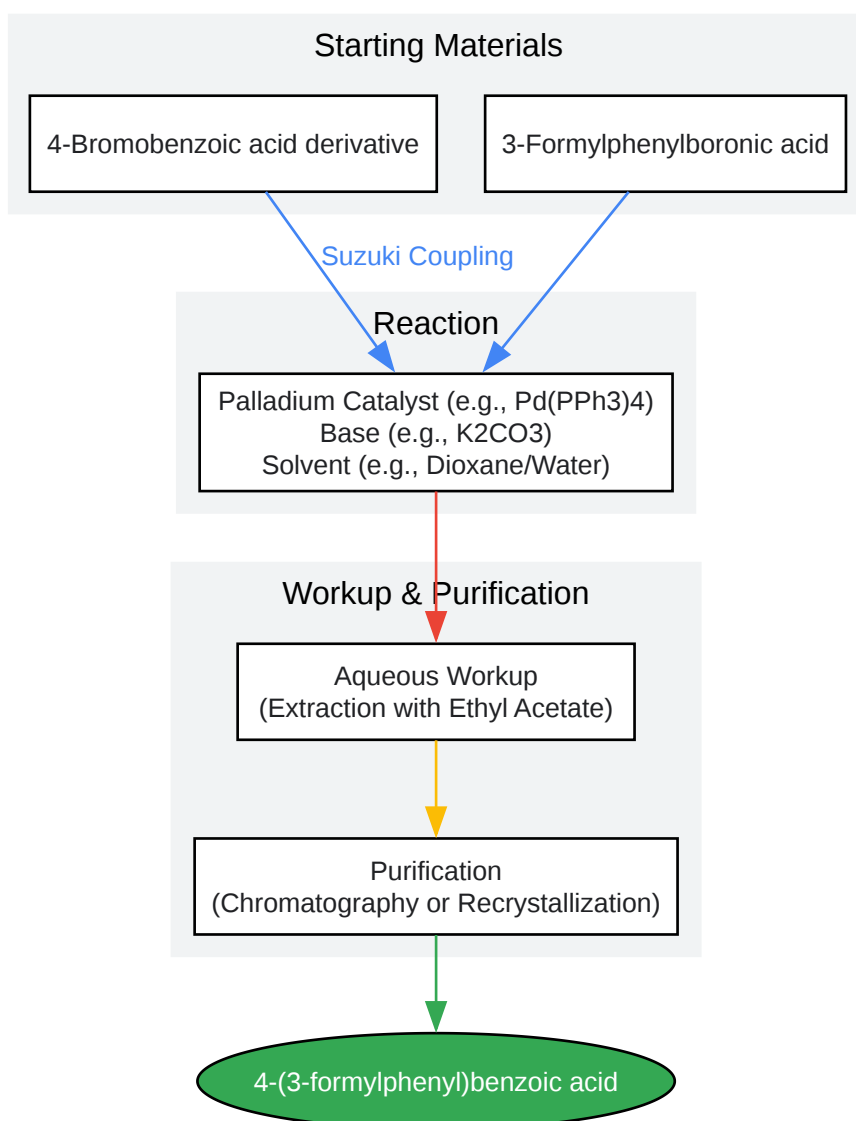 Starting Materials
4-Bromobenzoic acid derivative
3-Formylphenylboronic acid
Suzuki Coupling
Reaction
Palladium Catalyst (e.g., Pd(PPh3)4)
Base (e.g., K2CO3)
Solvent (e.g., Dioxane/Water)
Workup & Purification
Aqueous Workup
(Extraction with Ethyl Acetate)
Purification
(Chromatography or Recrystallization)
4-(3-formylphenyl)benzoic acid